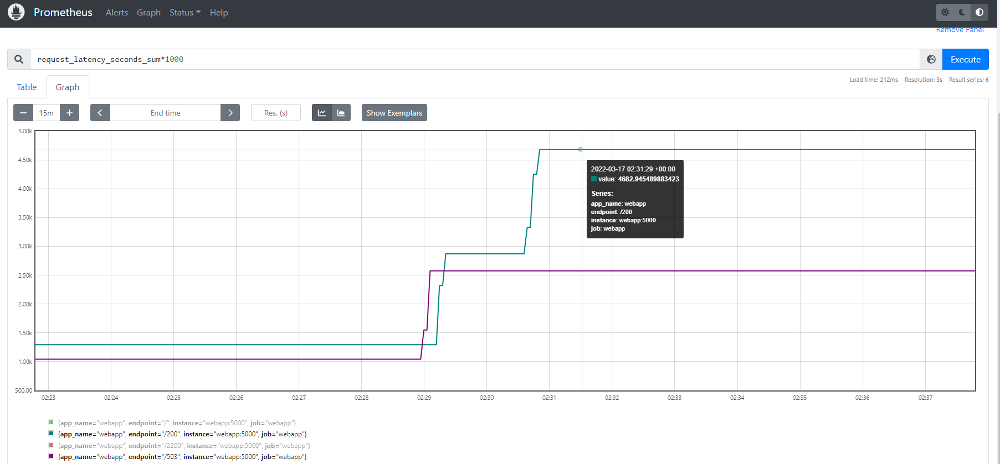 Prometheus Alerts Graph Status Help
Remove Panel
request_latency_seconds_sum*1000
Execute
Load time: 212ms Resolution: 3s Result series: 6
Table Graph
15m
End time
Res. (s)
Show Exemplars
5.00k
4.50k
4.00k
3.50k
3.00k
2.50k
2.00k
1.50k
1.00k
500.00
2022-03-17 02:31:29 +00:00
value: 4682.945489883423
Series:
app_name: webapp
endpoint: /200
instance: webapp:5000
job: webapp
02:23 02:24 02:25 02:26 02:27 02:28 02:29 02:30 02:31 02:32 02:33 02:34 02:35 02:36 02:37
{app_name="webapp", endpoint="/", instance="webapp:5000", job="webapp"}
{app_name="webapp", endpoint="/200", instance="webapp:5000", job="webapp"}
{app_name="webapp", endpoint="/2200", instance="webapp:5000", job="webapp"}
{app_name="webapp", endpoint="/503", instance="webapp:5000", job="webapp"}